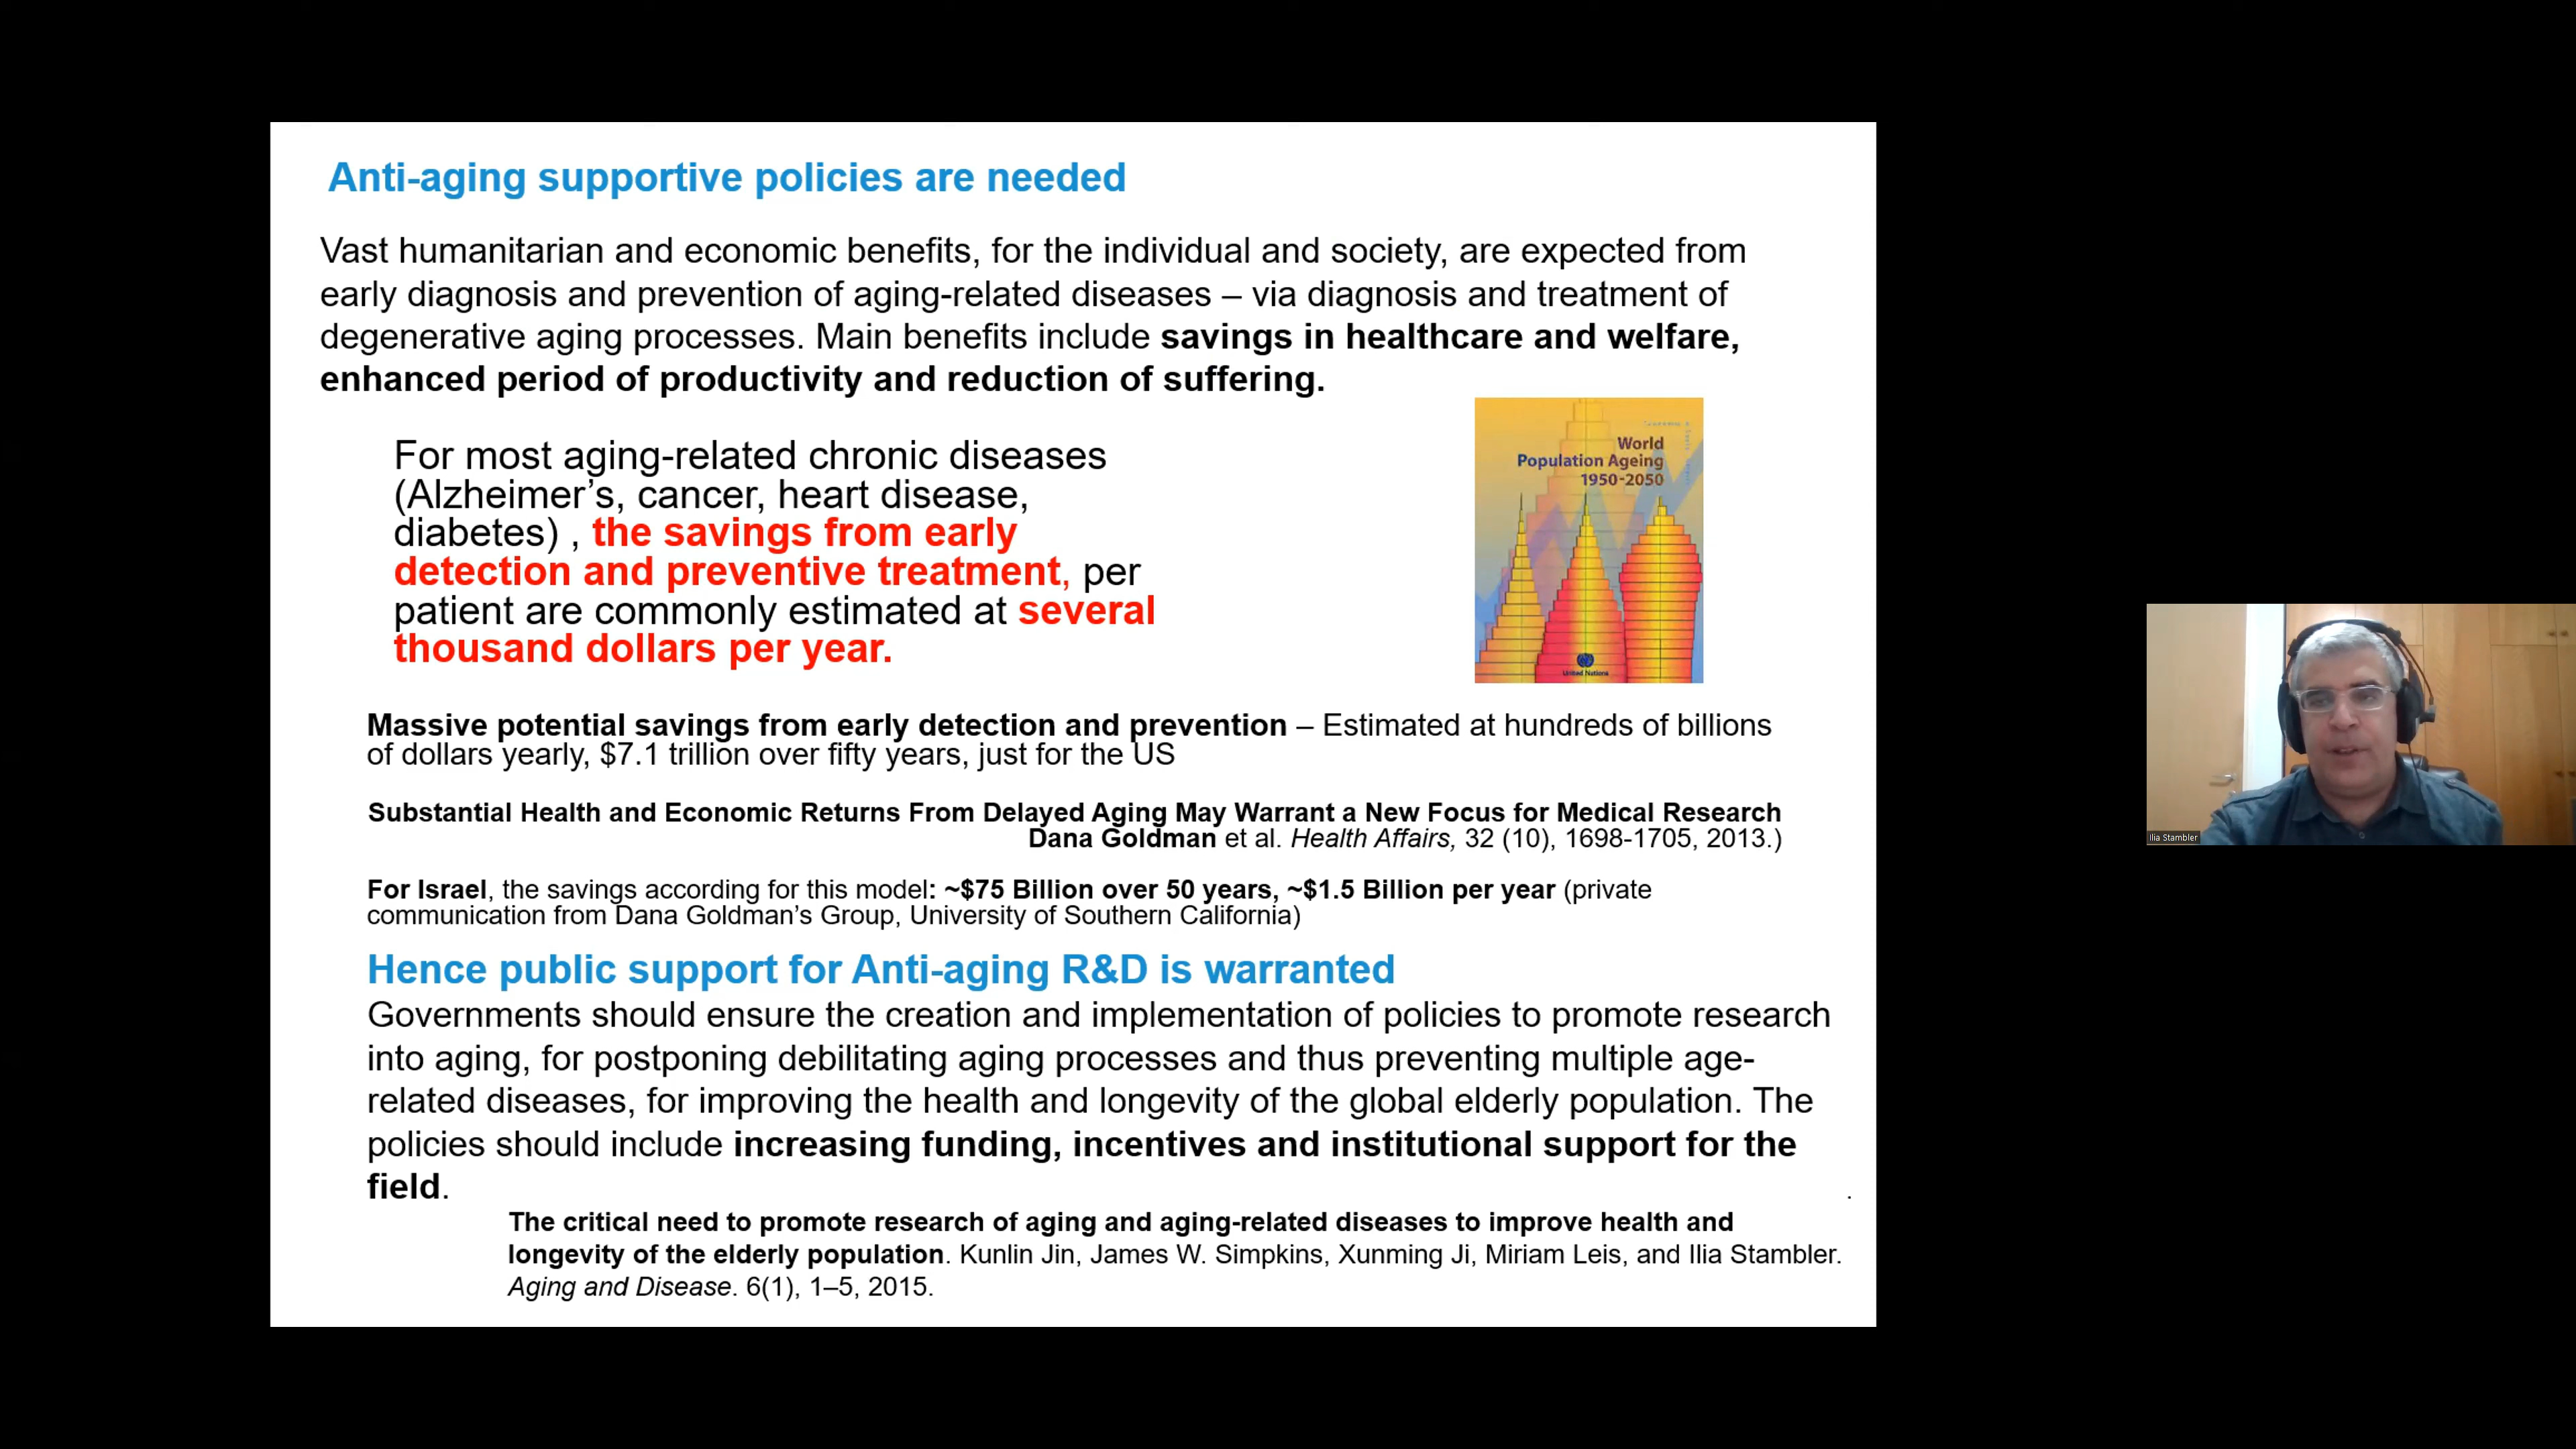 Anti-aging supportive policies are needed
Vast humanitarian and economic benefits, for the individual and society, are expected from
early diagnosis and prevention of aging-related diseases – via diagnosis and treatment of
degenerative aging processes. Main benefits include savings in healthcare and welfare,
enhanced period of productivity and reduction of suffering.
For most aging-related chronic diseases
(Alzheimer’s, cancer, heart disease,
diabetes) , the savings from early
detection and preventive treatment, per
patient are commonly estimated at several
thousand dollars per year.
World
Population Ageing
1950-2050
United Nations
Massive potential savings from early detection and prevention – Estimated at hundreds of billions
of dollars yearly, $7.1 trillion over fifty years, just for the US
Substantial Health and Economic Returns From Delayed Aging May Warrant a New Focus for Medical Research
Dana Goldman et al. Health Affairs, 32 (10), 1698-1705, 2013.)
For Israel, the savings according for this model: ~$75 Billion over 50 years, ~$1.5 Billion per year (private
communication from Dana Goldman’s Group, University of Southern California)
Hence public support for Anti-aging R&D is warranted
Governments should ensure the creation and implementation of policies to promote research
into aging, for postponing debilitating aging processes and thus preventing multiple age-
related diseases, for improving the health and longevity of the global elderly population. The
policies should include increasing funding, incentives and institutional support for the
field.
.
The critical need to promote research of aging and aging-related diseases to improve health and
longevity of the elderly population. Kunlin Jin, James W. Simpkins, Xunming Ji, Miriam Leis, and Ilia Stambler.
Aging and Disease. 6(1), 1–5, 2015.
Ilia Stambler